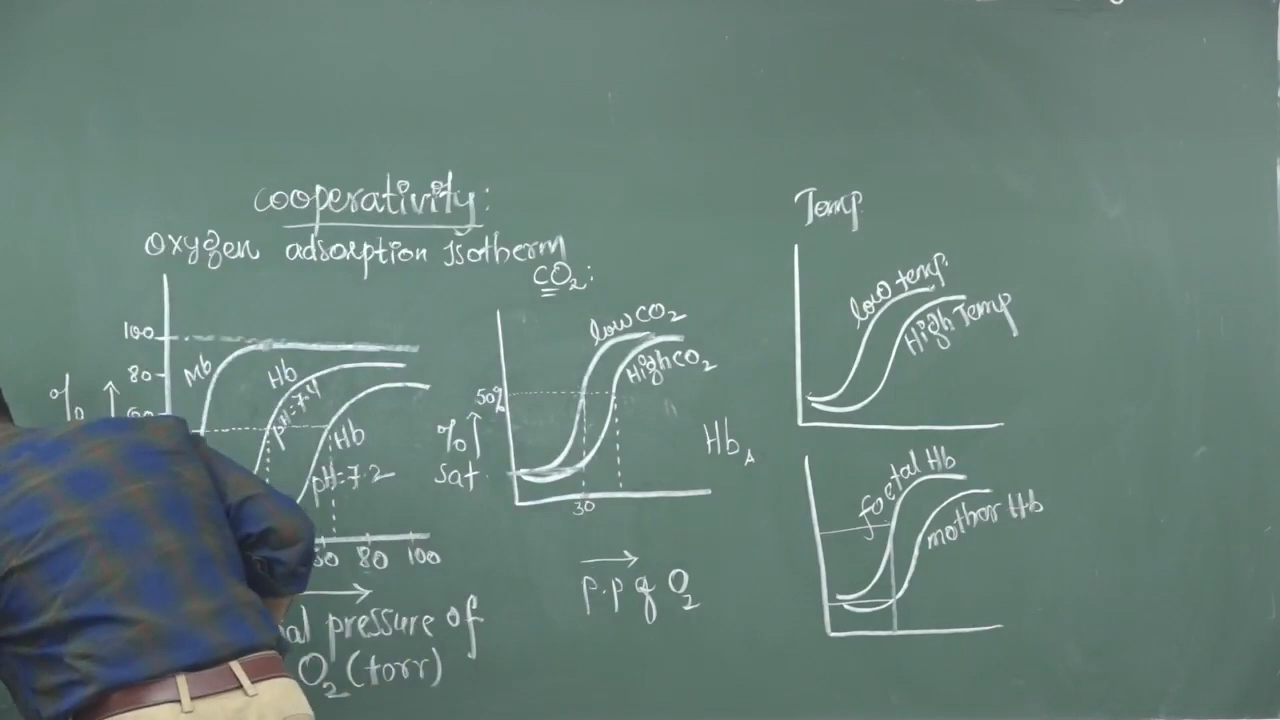 cooperativity:
oxygen adsorption isotherm
100
80
%
Mb
Hb
pH=7.4
Hb
pH=7.2
80
100
pressure of
O2 (torr)
CO2:
low CO2
High CO2
50%
%
sat
30
p.p of O2
HbA
Temp
low temp.
High Temp
foetal Hb
mother Hb